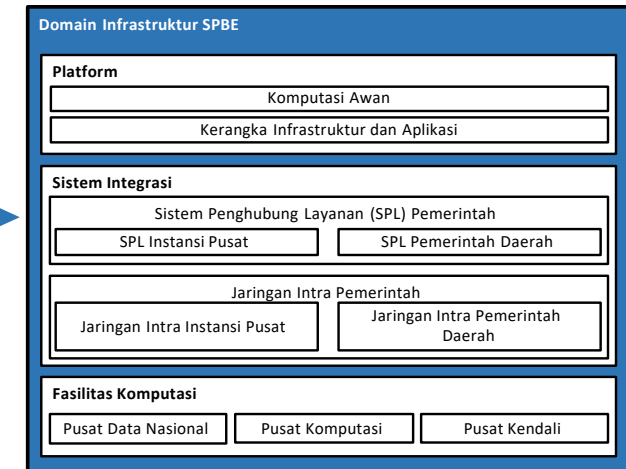 Domain Infrastruktur SPBE
Platform
Komputasi Awan
Kerangka Infrastruktur dan Aplikasi
Sistem Integrasi
Sistem Penghubung Layanan (SPL) Pemerintah
SPL Instansi Pusat
SPL Pemerintah Daerah
Jaringan Intra Pemerintah
Jaringan Intra Instansi Pusat
Jaringan Intra Pemerintah
Daerah
Fasilitas Komputasi
Pusat Data Nasional
Pusat Komputasi
Pusat Kendali